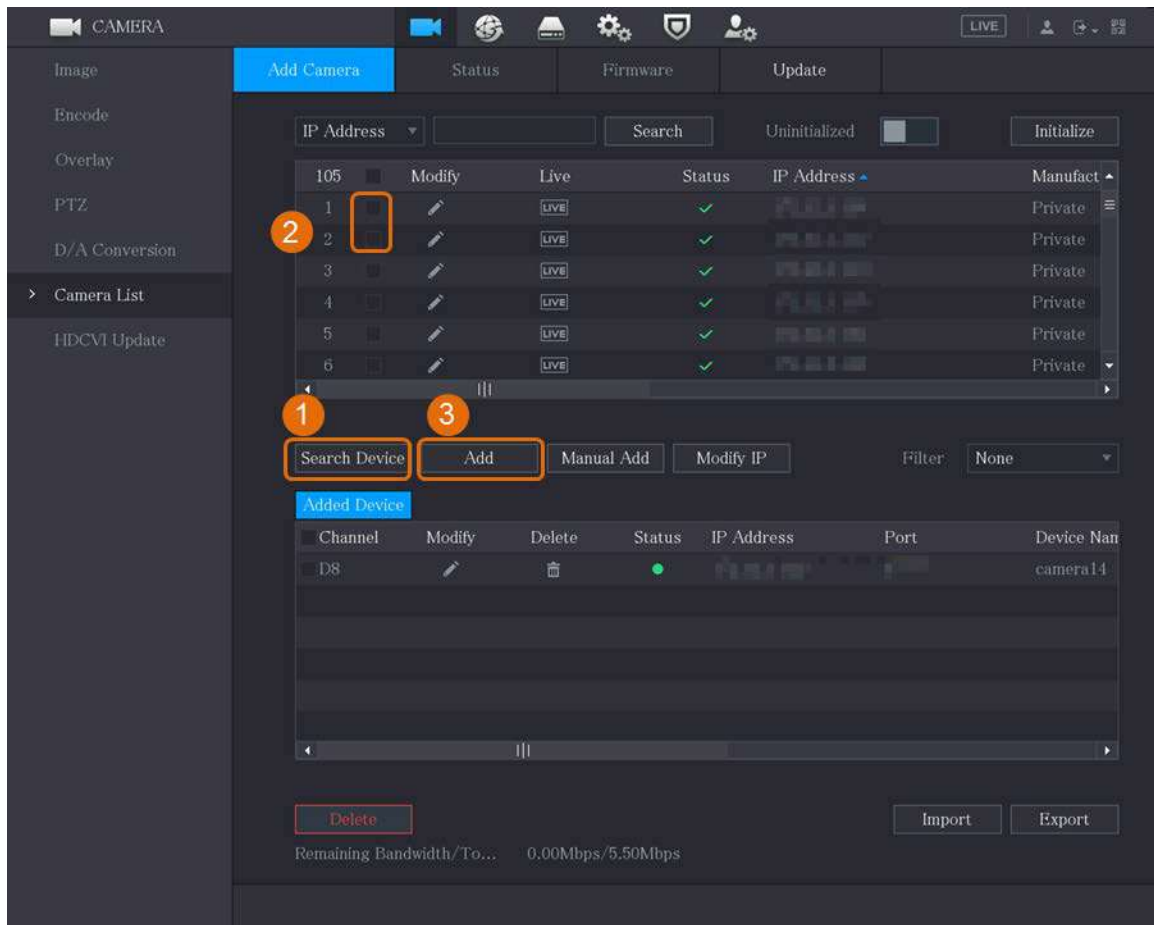 CAMERA LIVE
Image
Encode
Overlay
PTZ
D/A Conversion
> Camera List
HDCVI Update
Add Camera Status Firmware Update
IP Address Search Uninitialized Initialize
105 Modify Live Status IP Address Manufact
1 LIVE Private
2
2 LIVE Private
3 LIVE Private
4 LIVE Private
5 LIVE Private
6 LIVE Private
1 3
Search Device Add Manual Add Modify IP Filter None
Added Device
Channel Modify Delete Status IP Address Port Device Nam
D8 camera14
Delete Import Export
Remaining Bandwidth/To... 0.00Mbps/5.50Mbps